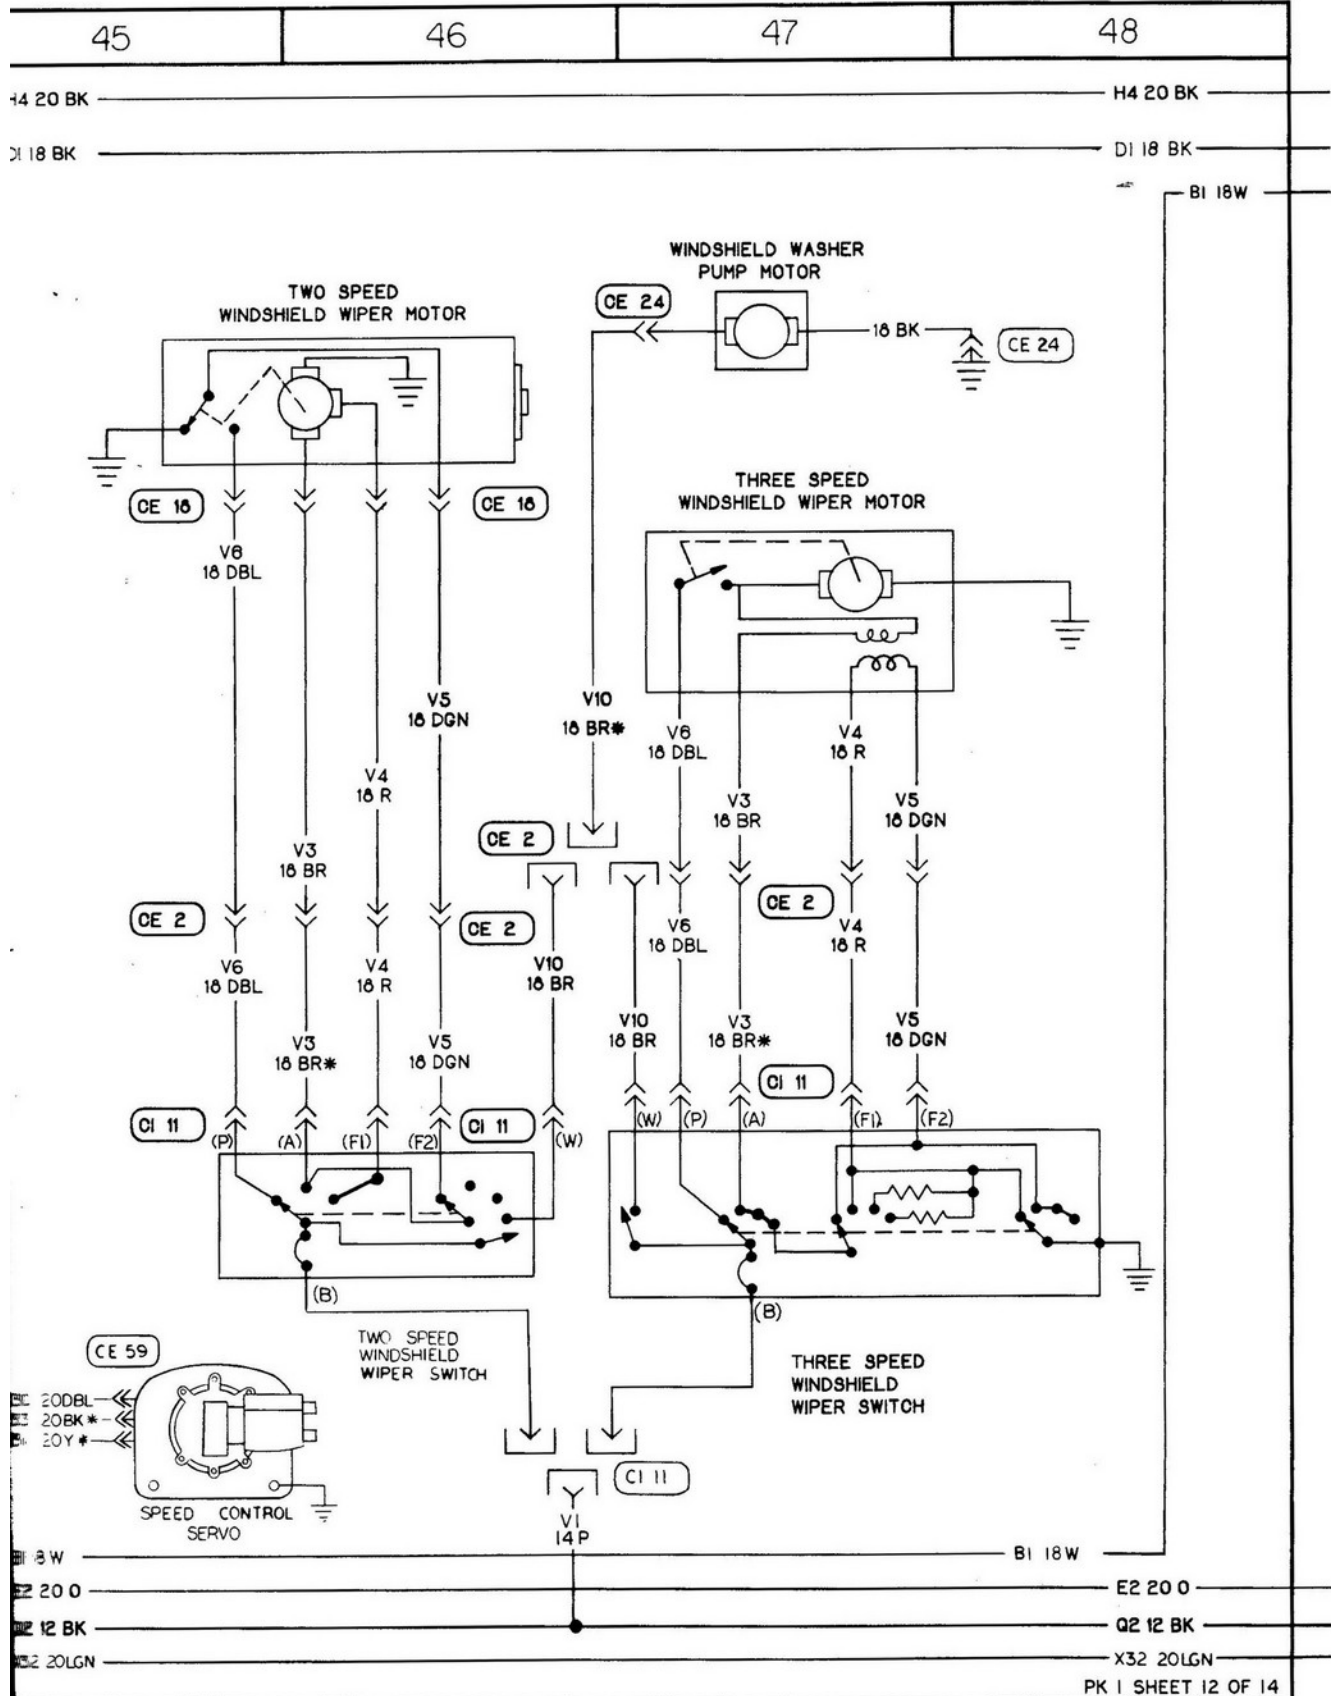 45
46
47
48
H4 20 BK
H4 20 BK
D1 18 BK
D1 18 BK
B1 18W
WINDSHIELD WASHER
PUMP MOTOR
CE 24
18 BK
CE 24
TWO SPEED
WINDSHIELD WIPER MOTOR
CE 18
CE 18
THREE SPEED
WINDSHIELD WIPER MOTOR
V6
18 DBL
V5
18 DGN
V10
18 BR*
V6
18 DBL
V4
18 R
V4
18 R
V3
18 BR
V5
18 DGN
CE 2
V3
18 BR
CE 2
CE 2
CE 2
V6
18 DBL
V4
18 R
V6
18 DBL
V4
18 R
V10
18 BR
V3
18 BR*
V5
18 DGN
V10
18 BR
V3
18 BR*
V5
18 DGN
CI 11
CI 11
CI 11
(P)
(A)
(F1)
(F2)
(W)
(W)
(P)
(A)
(F1)
(F2)
(B)
(B)
TWO SPEED
WINDSHIELD
WIPER SWITCH
THREE SPEED
WINDSHIELD
WIPER SWITCH
CE 59
20DBL
20BK*
20Y*
SPEED CONTROL
SERVO
CI 11
V1
14P
8W
B1 18W
E2 20 O
E2 20 O
12 BK
Q2 12 BK
20LGN
X32 20LGN
PK 1 SHEET 12 OF 14